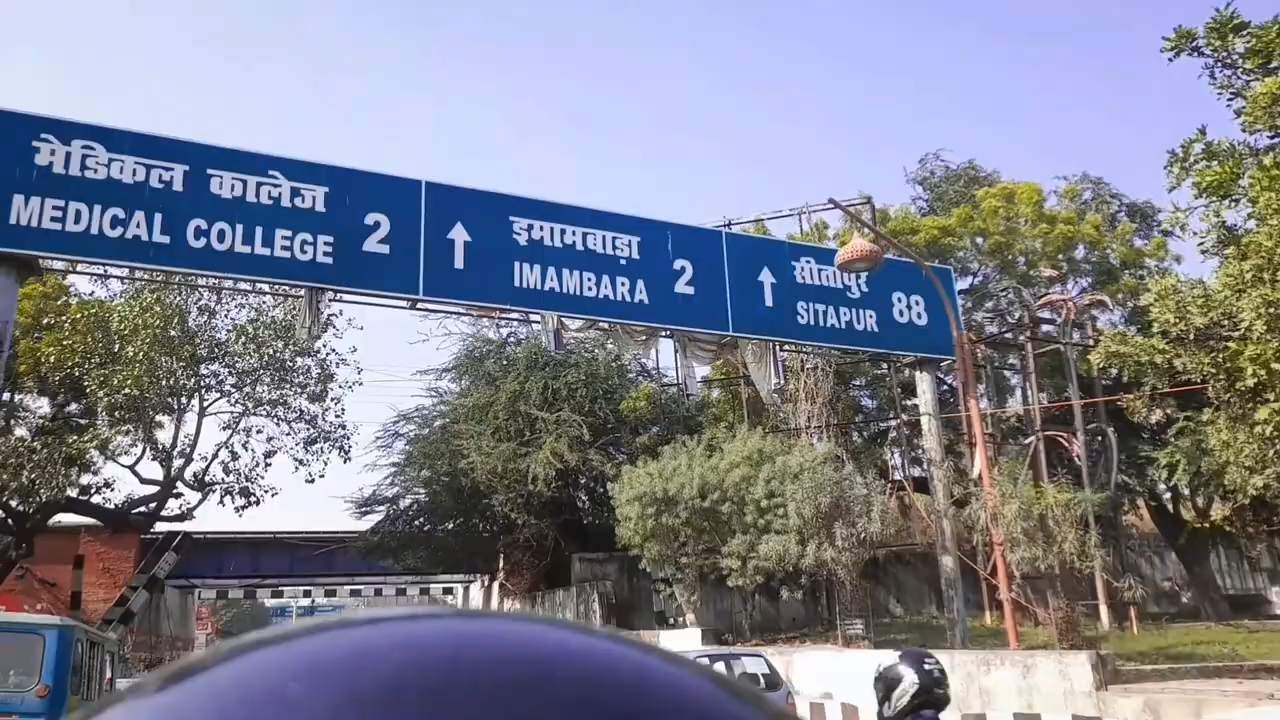 मेडिकल कालेज
MEDICAL COLLEGE 2
इमामबाड़ा
IMAMBARA 2
सीतापुर
SITAPUR 88